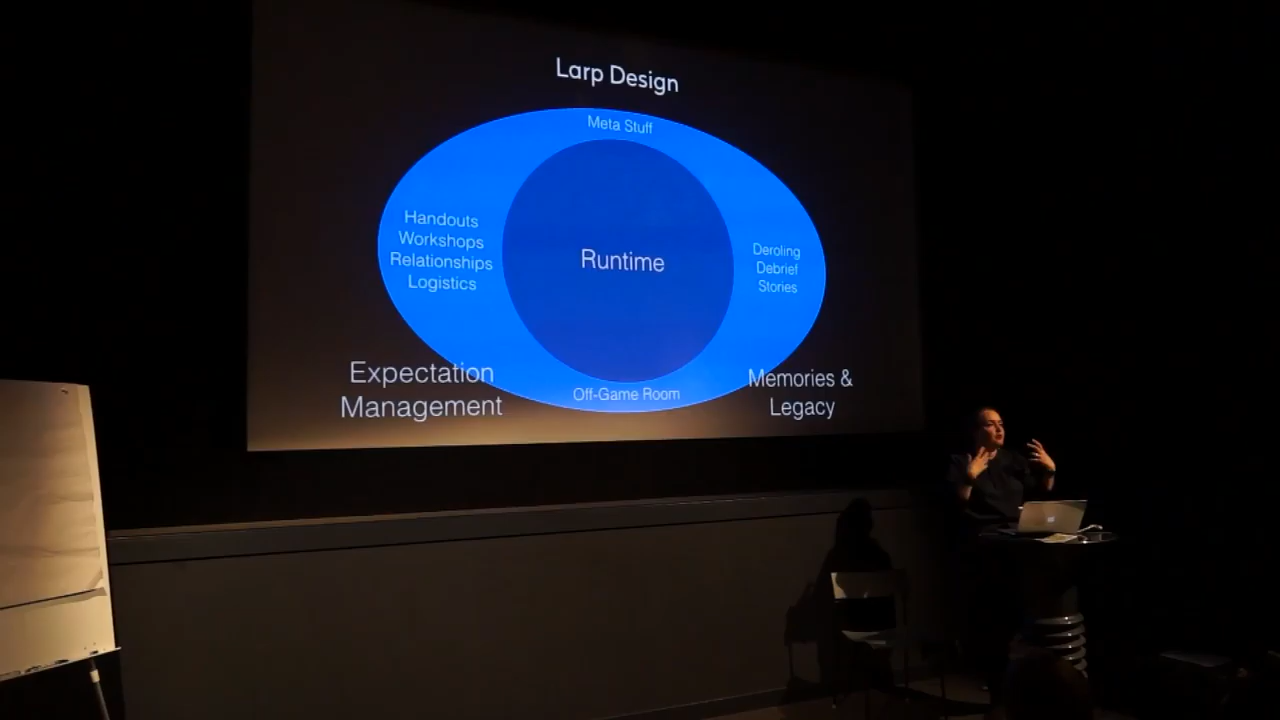 Larp Design
Meta Stuff
Handouts
Workshops
Relationships
Logistics
Runtime
Deroling
Debrief
Stories
Expectation
Management
Off-Game Room
Memories &
Legacy